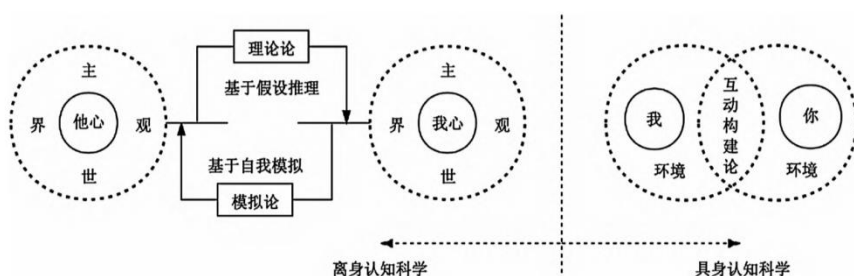 主
界
他心
观
世
理论论
基于假设推理
基于自我模拟
模拟论
主
界
我心
观
世
我
环境
互动构建论
你
环境
离身认知科学
具身认知科学